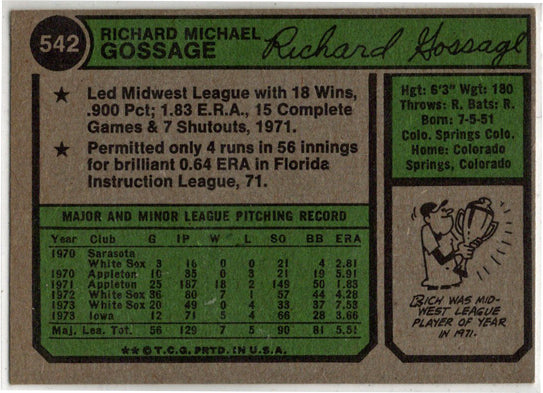 542
RICHARD MICHAEL
GOSSAGE
Richard Gossage
★ Led Midwest League with 18 Wins,
.900 Pct; 1.83 E.R.A., 15 Complete
Games & 7 Shutouts, 1971.
★ Permitted only 4 runs in 56 innings
for brilliant 0.64 ERA in Florida
Instruction League, 71.
Hgt: 6'3" Wgt: 180
Throws: R. Bats: R.
Born: 7-5-51
Colo. Springs Colo.
Home: Colorado
Springs, Colorado
MAJOR AND MINOR LEAGUE PITCHING RECORD
Year Club G IP W L SO BB ERA
1970 Sarasota
White Sox 3 16 0 0 21 4 2.81
1970 Appleton 10 35 0 3 21 19 5.91
1971 Appleton 25 187 18 2 149 50 1.83
1972 White Sox 36 80 7 1 57 44 4.28
1973 White Sox 20 49 0 4 33 37 7.53
1973 Iowa 12 71 5 4 66 28 3.66
Maj. Lea. Tot. 56 129 7 5 90 81 5.51
★★ © T.C.G. PRTD. IN U.S.A.
RICH WAS MID-
WEST LEAGUE
PLAYER OF YEAR
IN 1971.